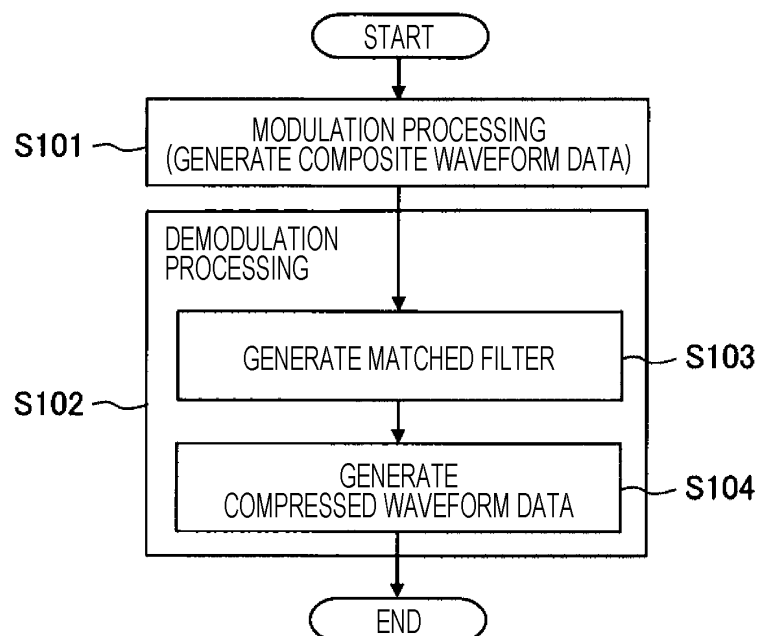 START
S101
MODULATION PROCESSING
(GENERATE COMPOSITE WAVEFORM DATA)
DEMODULATION
PROCESSING
GENERATE MATCHED FILTER
S103
S102
GENERATE
COMPRESSED WAVEFORM DATA
S104
END